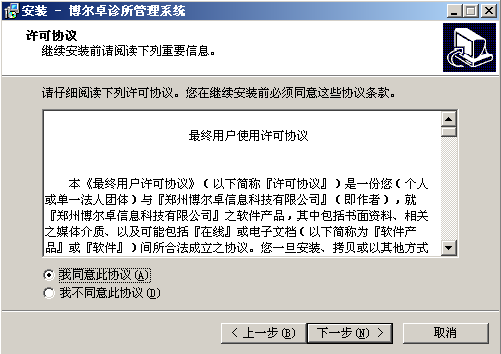 安装 - 博尔卓诊所管理系统
许可协议
继续安装前请阅读下列重要信息。
请仔细阅读下列许可协议。您在继续安装前必须同意这些协议条款。
最终用户使用许可协议
本《最终用户许可协议》(以下简称『许可协议』)是一份您(个人
或单一法人团体)与『郑州博尔卓信息科技有限公司』(即作者),就
『郑州博尔卓信息科技有限公司』之软件产品,其中包括书面资料、相关
之媒体介质、以及可能包括『在线』或电子文档(以下简称为『软件产
品』或『软件』)间所合法成立之协议。您一旦安装、拷贝或以其他方式
我同意此协议(A)
我不同意此协议(D)
< 上一步(B)
下一步(N) >
取消